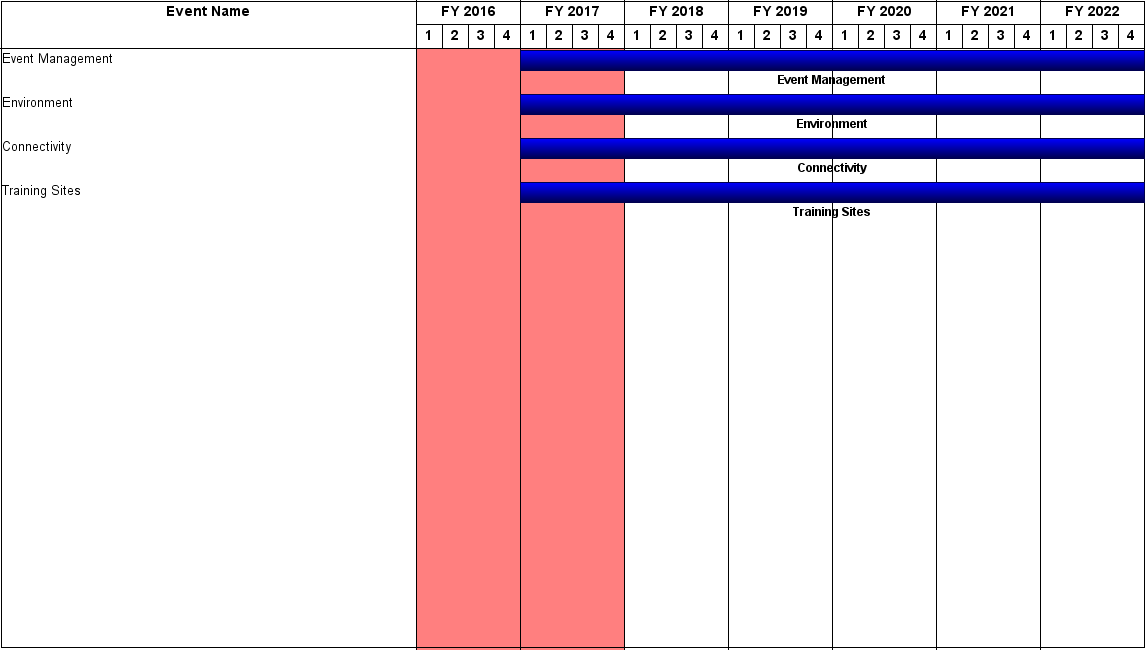 Event Name FY 2016 FY 2017 FY 2018 FY 2019 FY 2020 FY 2021 FY 2022
1 2 3 4 1 2 3 4 1 2 3 4 1 2 3 4 1 2 3 4 1 2 3 4 1 2 3 4
Event Management
Event Management
Environment
Environment
Connectivity
Connectivity
Training Sites
Training Sites